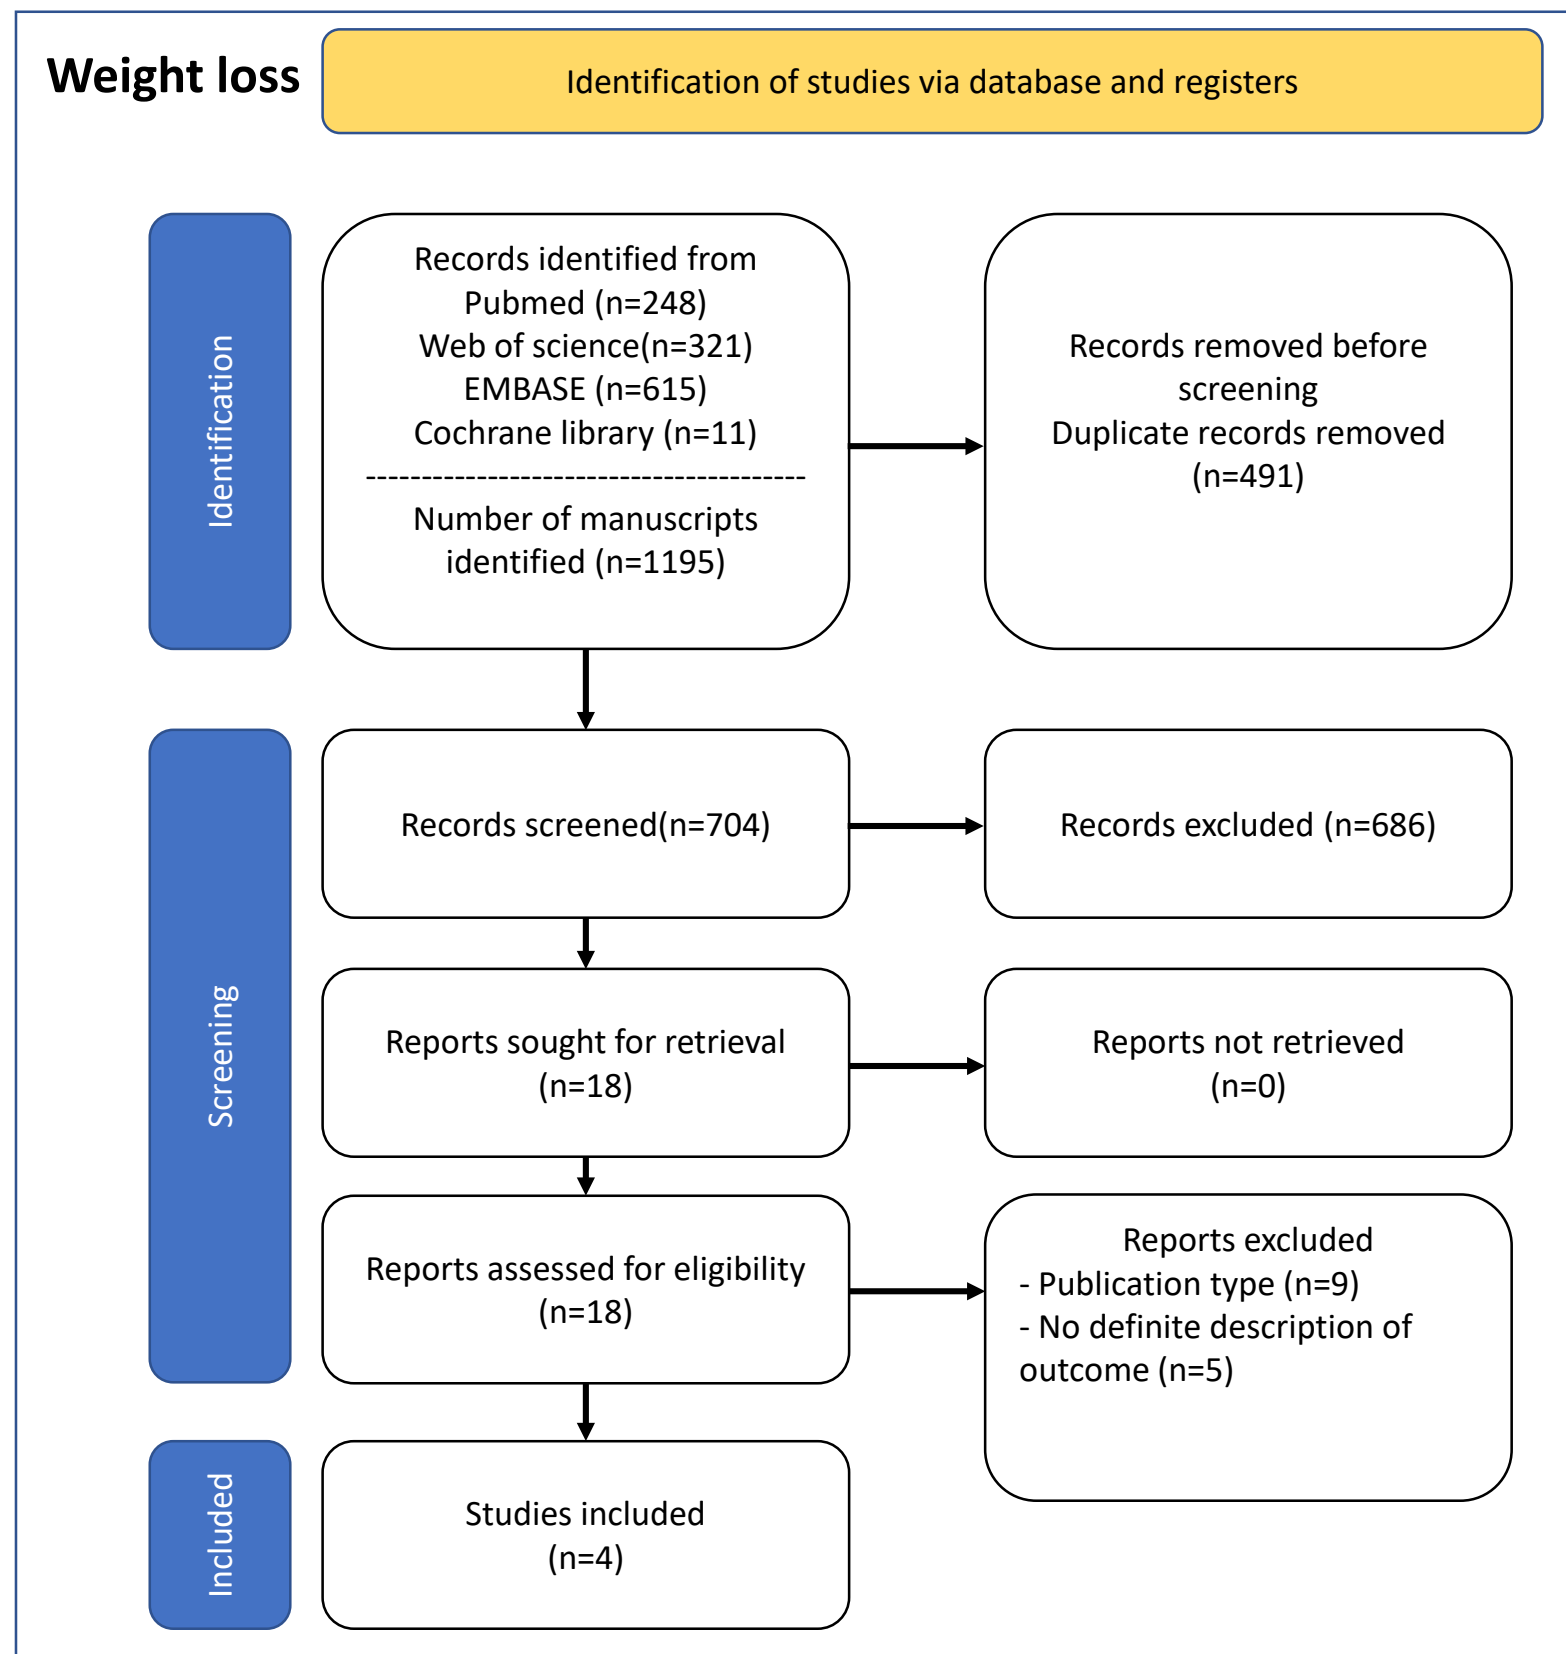 Weight loss
Identification of studies via database and registers
Identification
Records identified from
Pubmed (n=248)
Web of science(n=321)
EMBASE (n=615)
Cochrane library (n=11)
----------------------------------------
Number of manuscripts
identified (n=1195)
Records removed before
screening
Duplicate records removed
(n=491)
Screening
Records screened(n=704)
Records excluded (n=686)
Reports sought for retrieval
(n=18)
Reports not retrieved
(n=0)
Reports assessed for eligibility
(n=18)
Reports excluded
- Publication type (n=9)
- No definite description of
outcome (n=5)
Included
Studies included
(n=4)